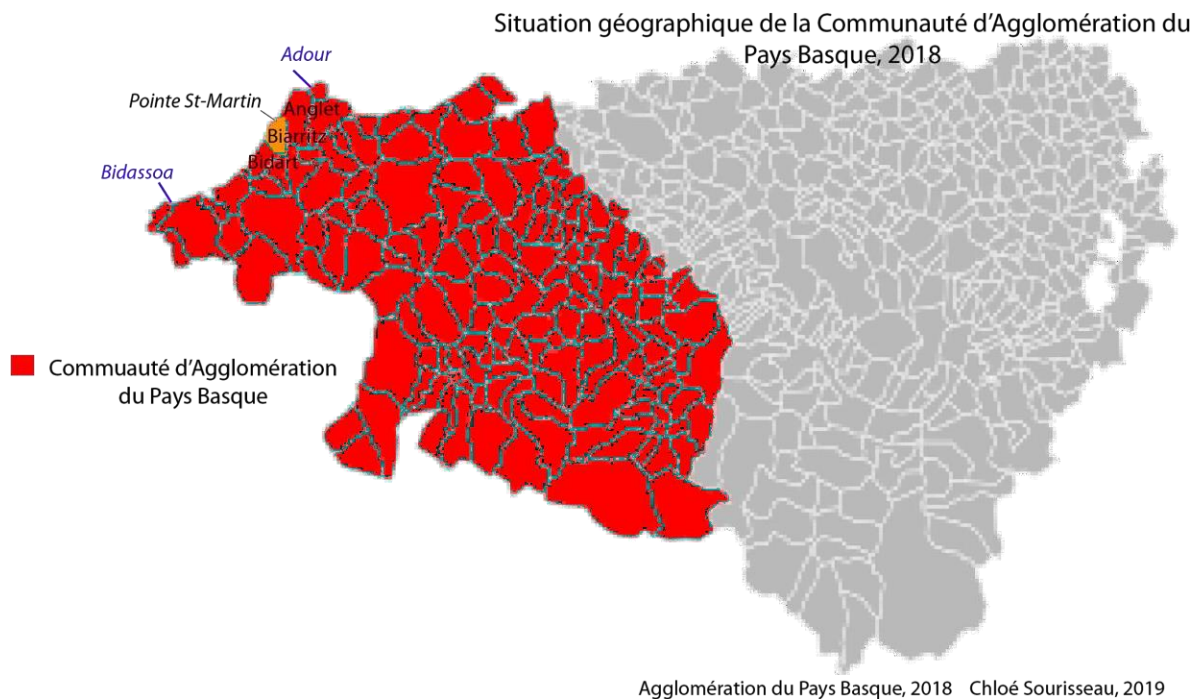 Situation géographique de la Communauté d'Agglomération du
Pays Basque, 2018
Adour
Pointe St-Martin
Anglet
Biarritz
Bidart
Bidassoa
Commuauté d'Agglomération
du Pays Basque
Agglomération du Pays Basque, 2018 Chloé Sourisseau, 2019